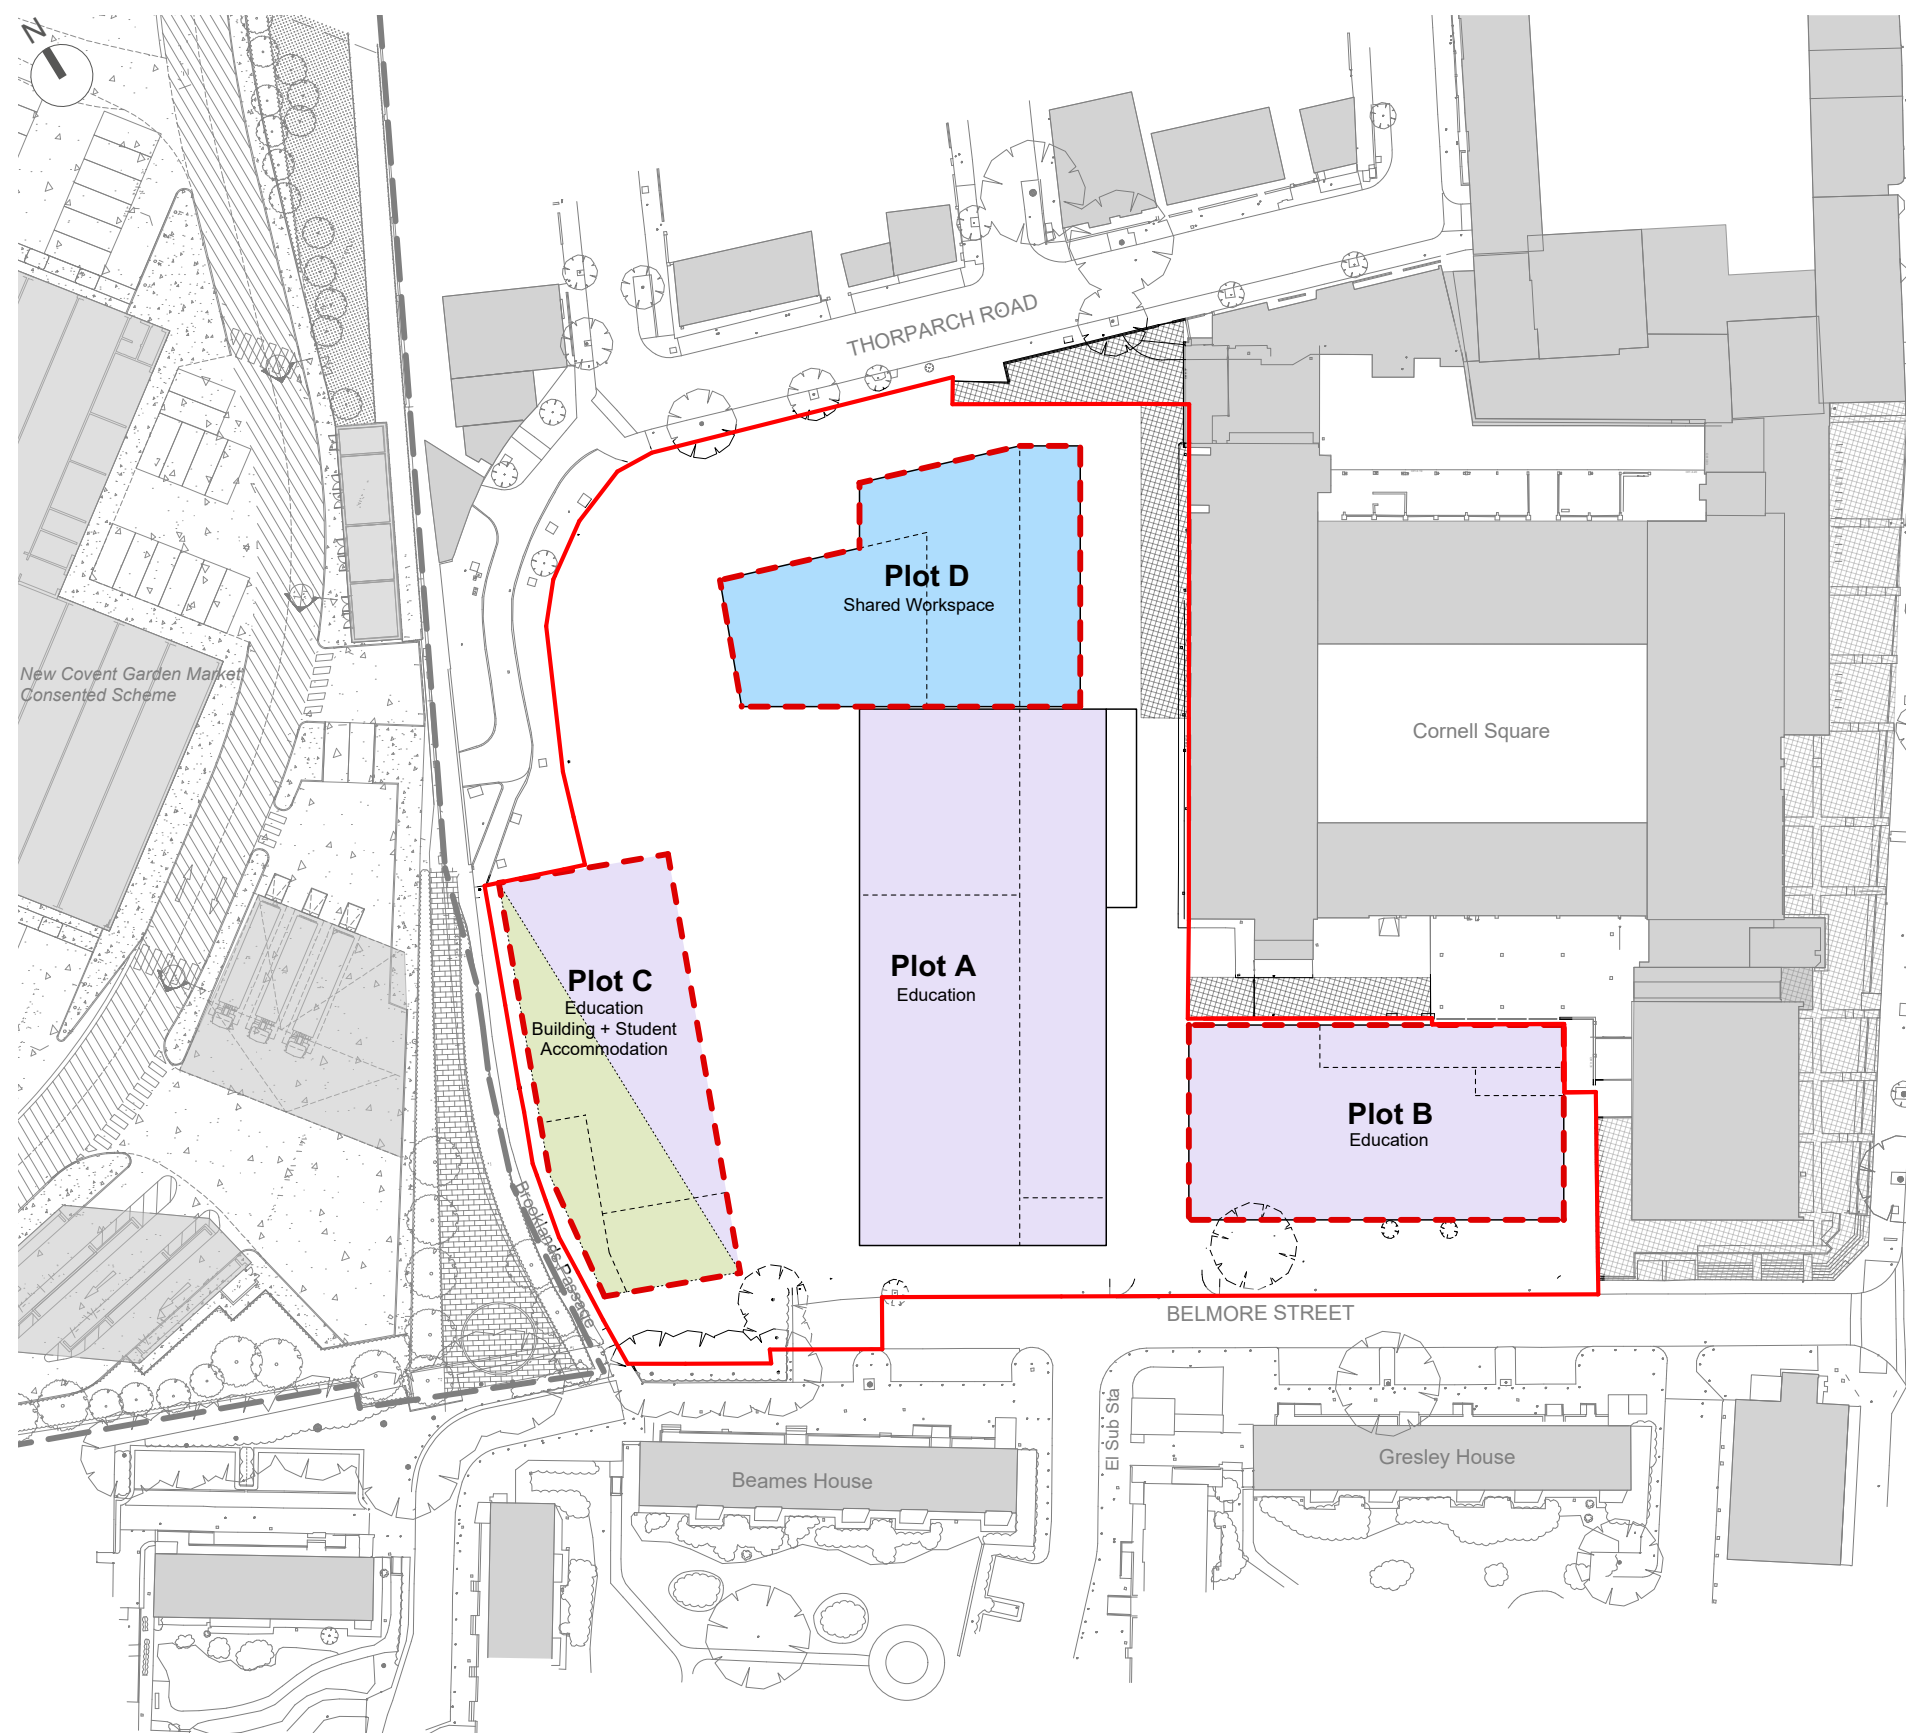 N
THORPARCH ROAD
Plot D
Shared Workspace
New Covent Garden Market
Consented Scheme
Cornell Square
Plot A
Education
Plot C
Education
Building + Student
Accommodation
Plot B
Education
Brooklands Passage
BELMORE STREET
El Sub Sta
Beames House
Gresley House